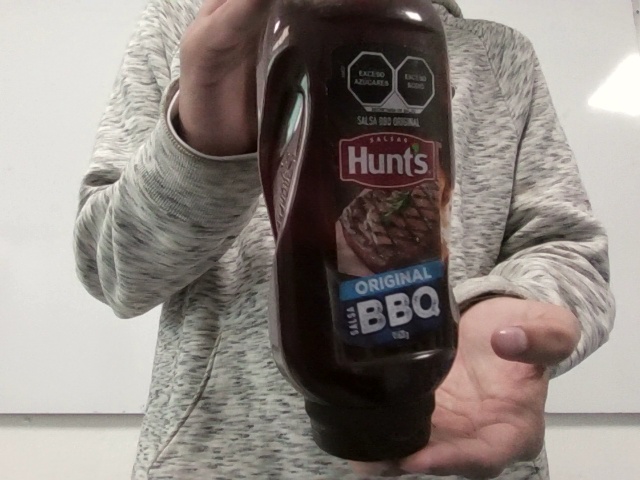 EXCESO
AZÚCARES
EXCESO
SODIO
SALSA BBQ ORIGINAL
SALSAS
Hunt's
ORIGINAL
SALSA
BBQ